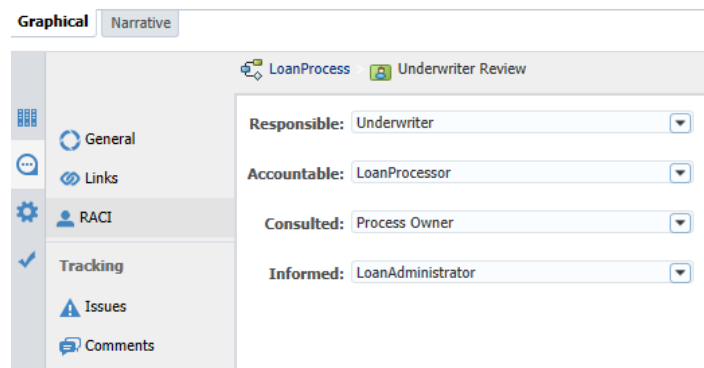 Graphical Narrative
LoanProcess Underwriter Review
General
Links
RACI
Tracking
Issues
Comments
Responsible: Underwriter
Accountable: LoanProcessor
Consulted: Process Owner
Informed: LoanAdministrator